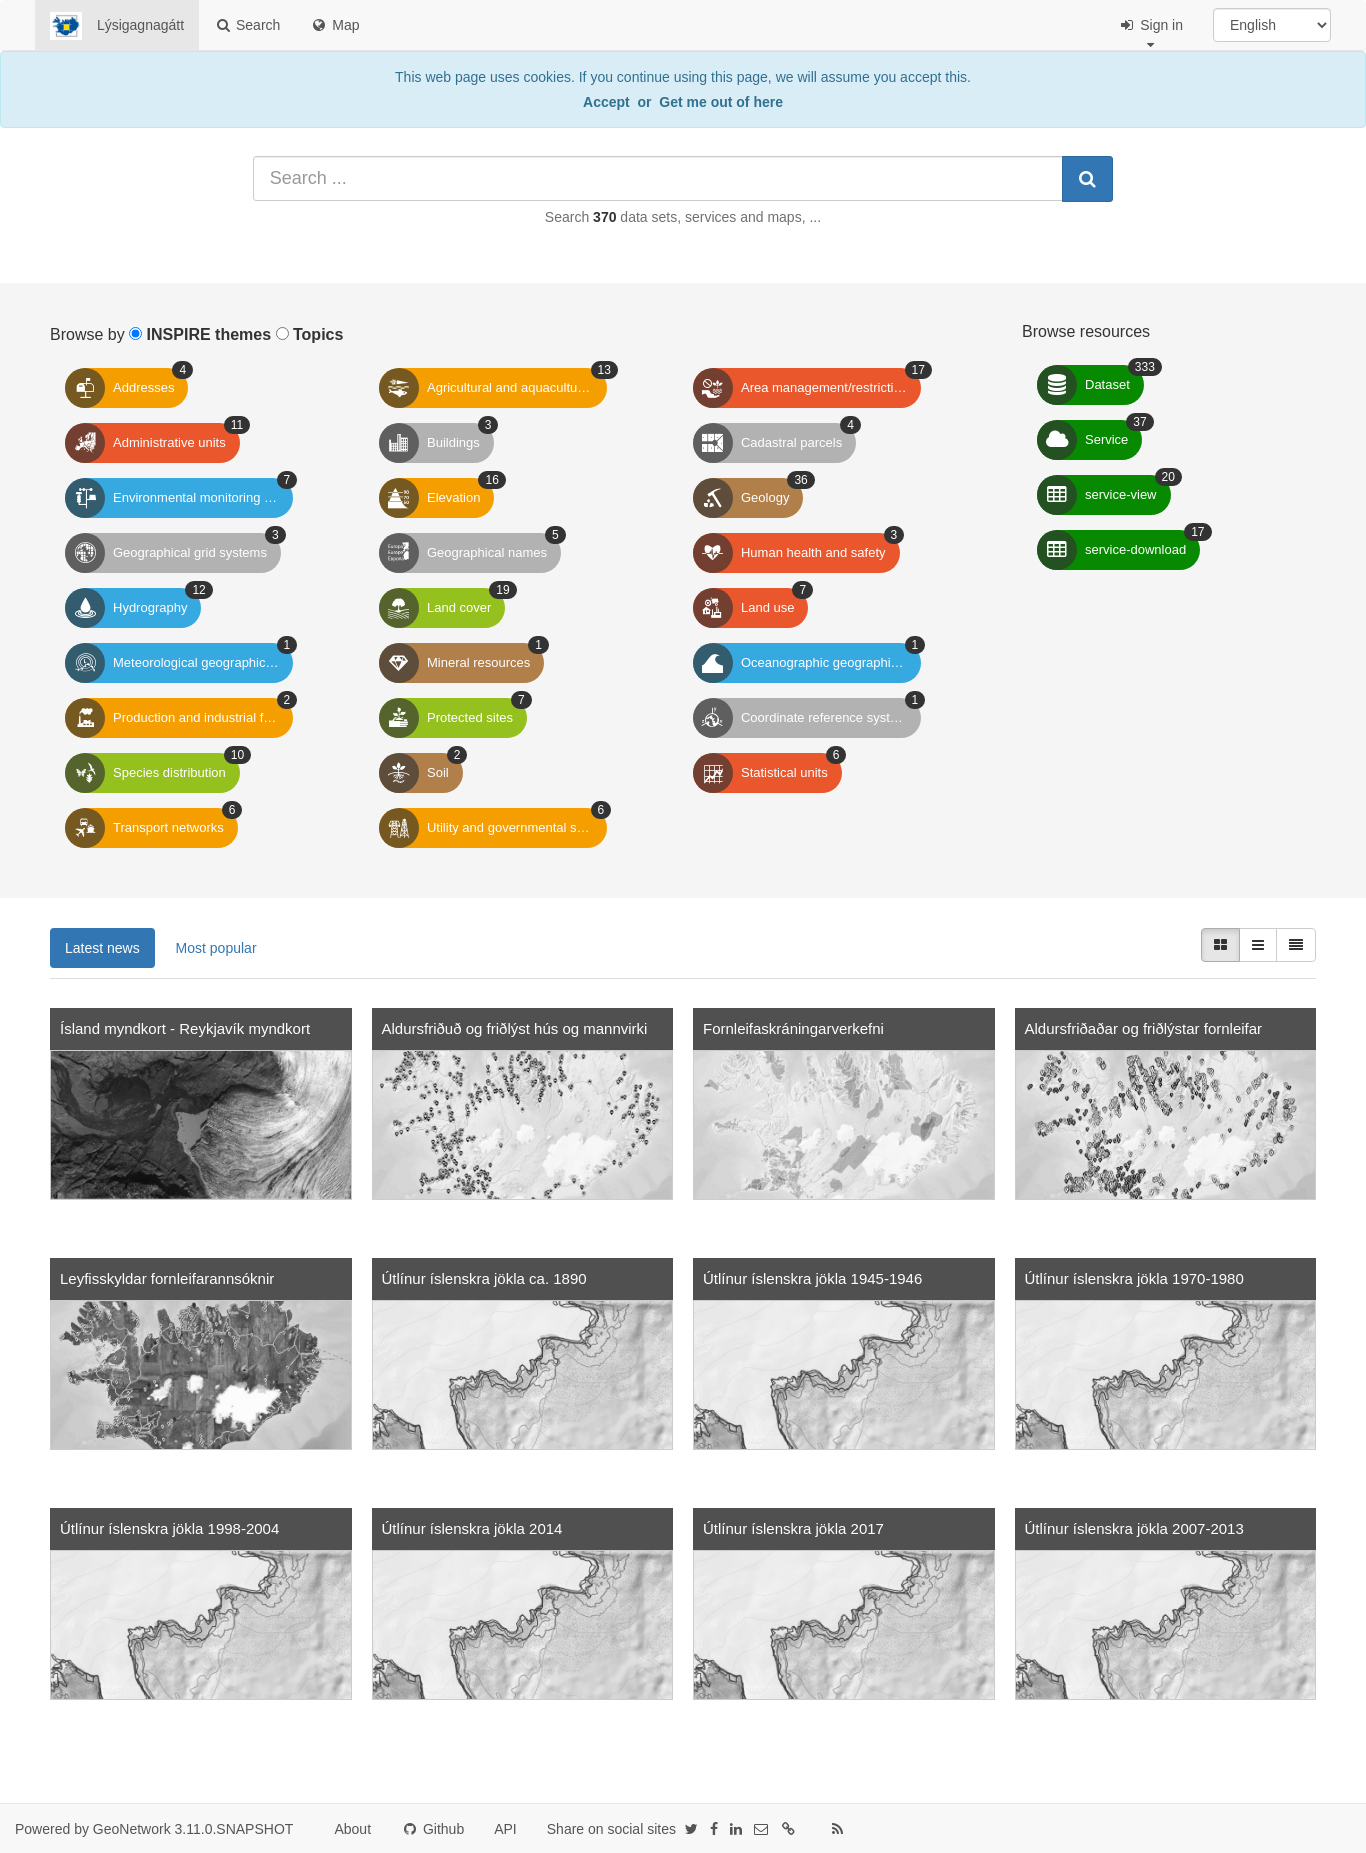 Lýsigagnagátt Search Map Sign in English
This web page uses cookies. If you continue using this page, we will assume you accept this.
Accept or Get me out of here
Search ...
Search 370 data sets, services and maps, ...
Browse by INSPIRE themes Topics
Addresses 4
Agricultural and aquacultu... 13
Area management/restricti... 17
Administrative units 11
Buildings 3
Cadastral parcels 4
Environmental monitoring ... 7
Elevation 16
Geology 36
Geographical grid systems 3
Geographical names 5
Human health and safety 3
Hydrography 12
Land cover 19
Land use 7
Meteorological geographic... 1
Mineral resources 1
Oceanographic geographi... 1
Production and industrial f... 2
Protected sites 7
Coordinate reference syst... 1
Species distribution 10
Soil 2
Statistical units 6
Transport networks 6
Utility and governmental s... 6
Browse resources
Dataset 333
Service 37
service-view 20
service-download 17
Latest news Most popular
Ísland myndkort - Reykjavík myndkort
Aldursfriðuð og friðlýst hús og mannvirki
Fornleifaskráningarverkefni
Aldursfriðaðar og friðlýstar fornleifar
Leyfisskyldar fornleifarannsóknir
Útlínur íslenskra jökla ca. 1890
Útlínur íslenskra jökla 1945-1946
Útlínur íslenskra jökla 1970-1980
Útlínur íslenskra jökla 1998-2004
Útlínur íslenskra jökla 2014
Útlínur íslenskra jökla 2017
Útlínur íslenskra jökla 2007-2013
Powered by GeoNetwork 3.11.0.SNAPSHOT About Github API Share on social sites